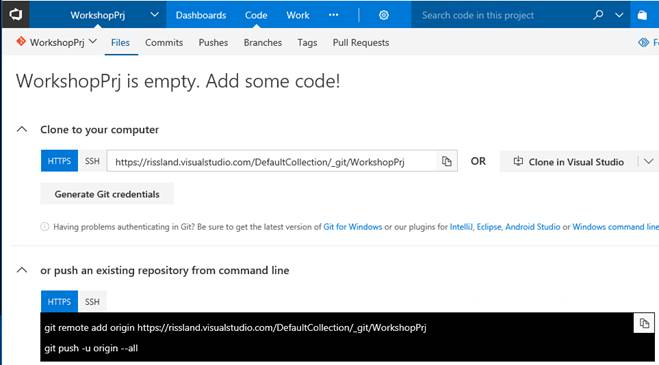 WorkshopPrj Dashboards Code Work ••• Search code in this project
WorkshopPrj Files Commits Pushes Branches Tags Pull Requests
WorkshopPrj is empty. Add some code!
Clone to your computer
HTTPS SSH https://rissland.visualstudio.com/DefaultCollection/_git/WorkshopPrj OR Clone in Visual Studio
Generate Git credentials
Having problems authenticating in Git? Be sure to get the latest version of Git for Windows or our plugins for IntelliJ, Eclipse, Android Studio or Windows command line
or push an existing repository from command line
HTTPS SSH
git remote add origin https://rissland.visualstudio.com/DefaultCollection/_git/WorkshopPrj
git push -u origin --all